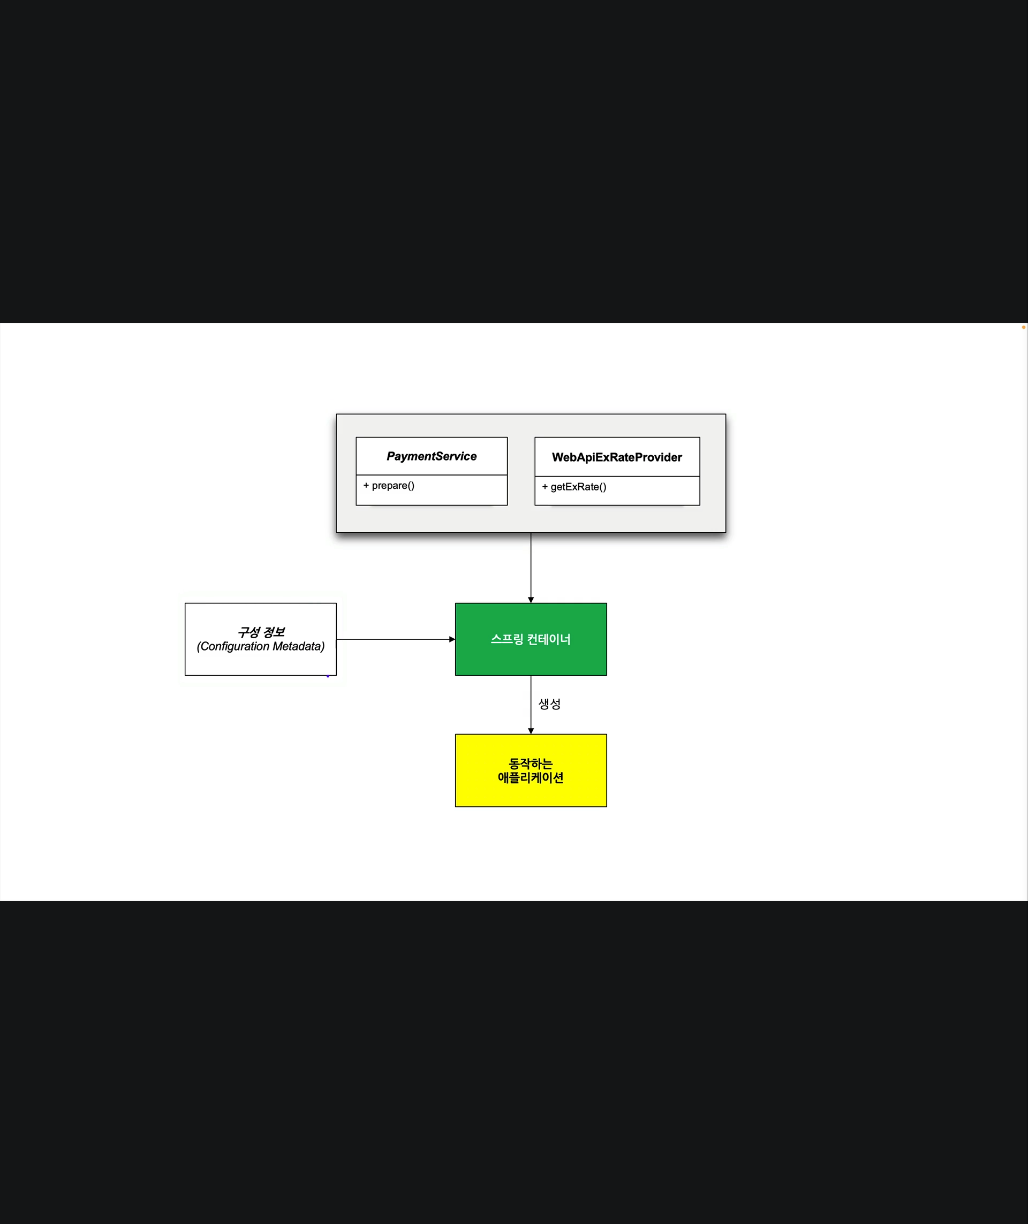 PaymentService
+ prepare()
WebApiExRateProvider
+ getExRate()
구성 정보
(Configuration Metadata)
스프링 컨테이너
생성
동작하는
애플리케이션